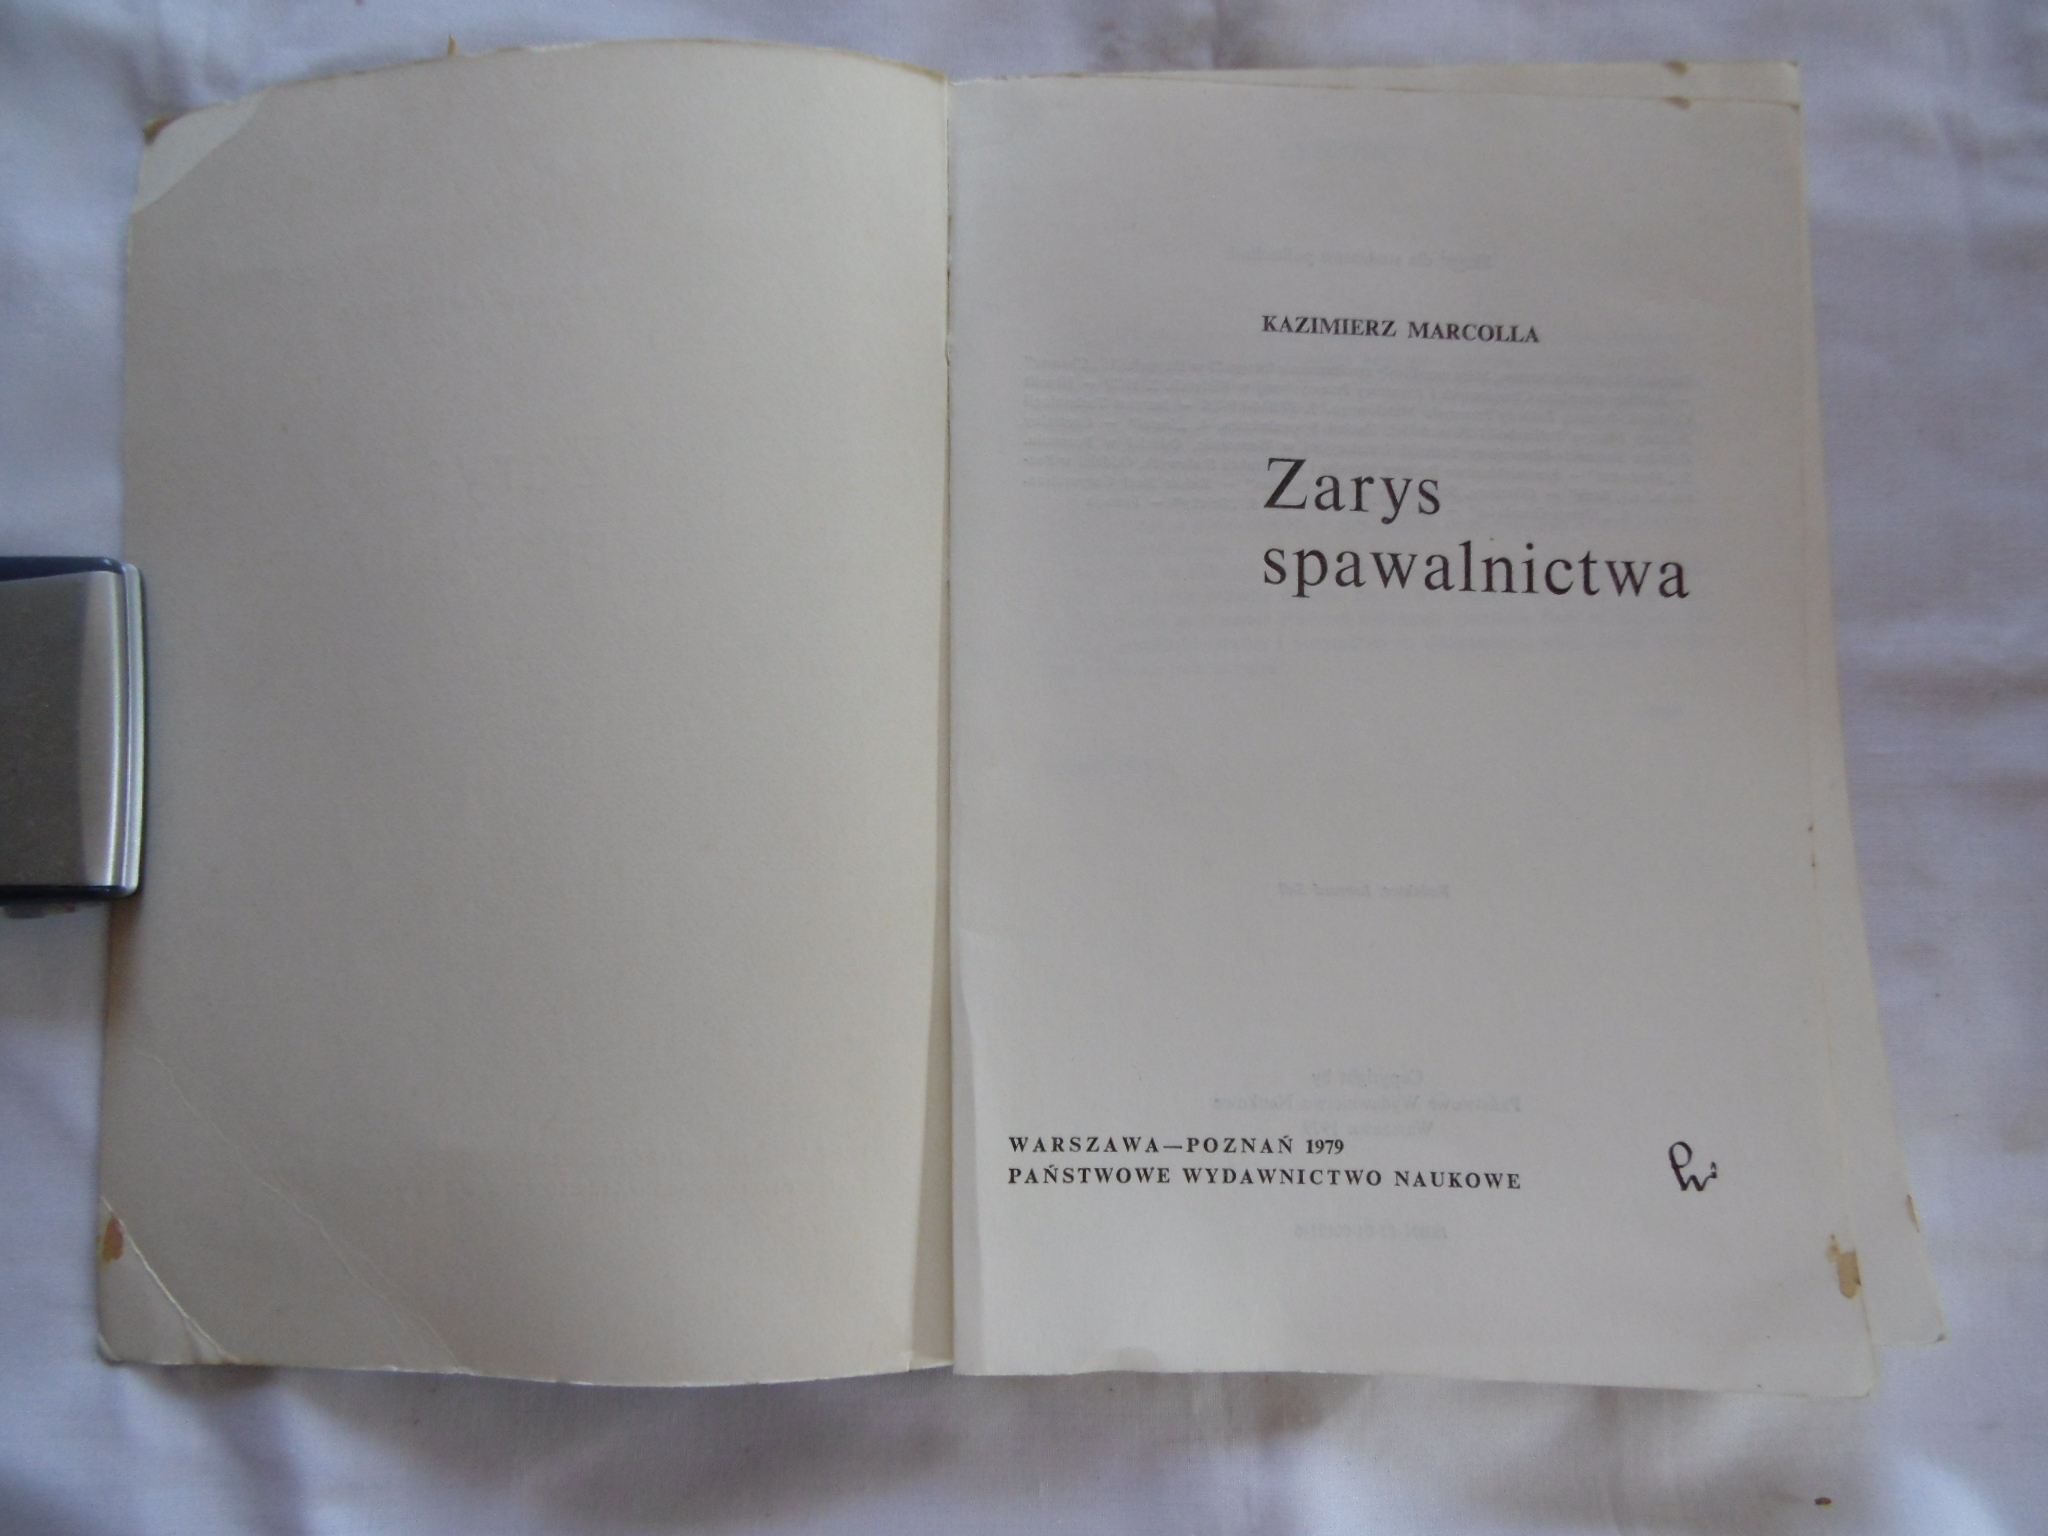 KAZIMIERZ MARCOLLA
Zarys
spawalnictwa
WARSZAWA—POZNAŃ 1979
PAŃSTWOWE WYDAWNICTWO NAUKOWE